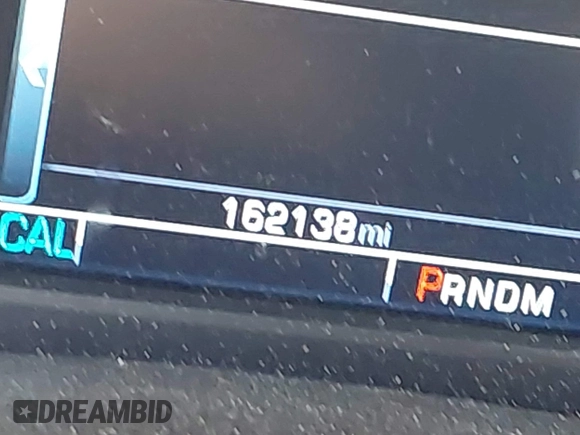 162138mi
CAL
PRNDM
DREAMBID